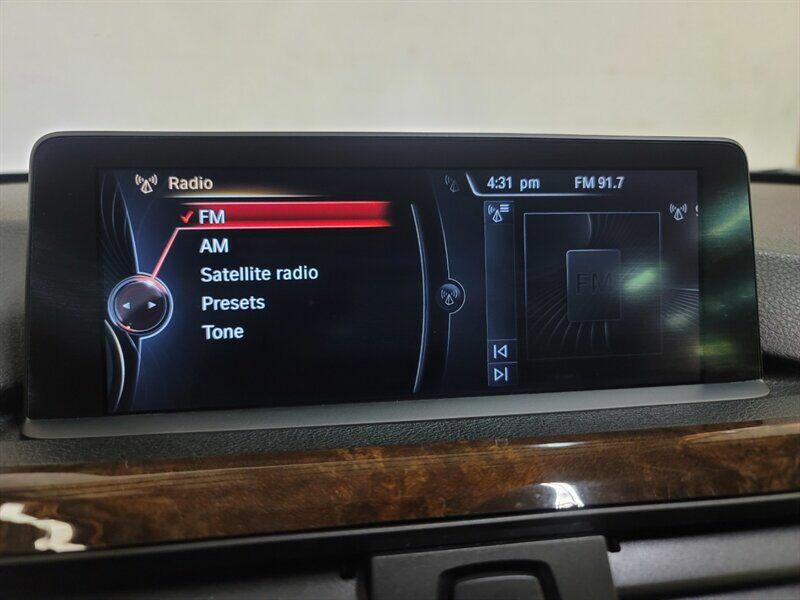 Radio
4:31 pm FM 91.7
FM
AM
Satellite radio
Presets
Tone
FM